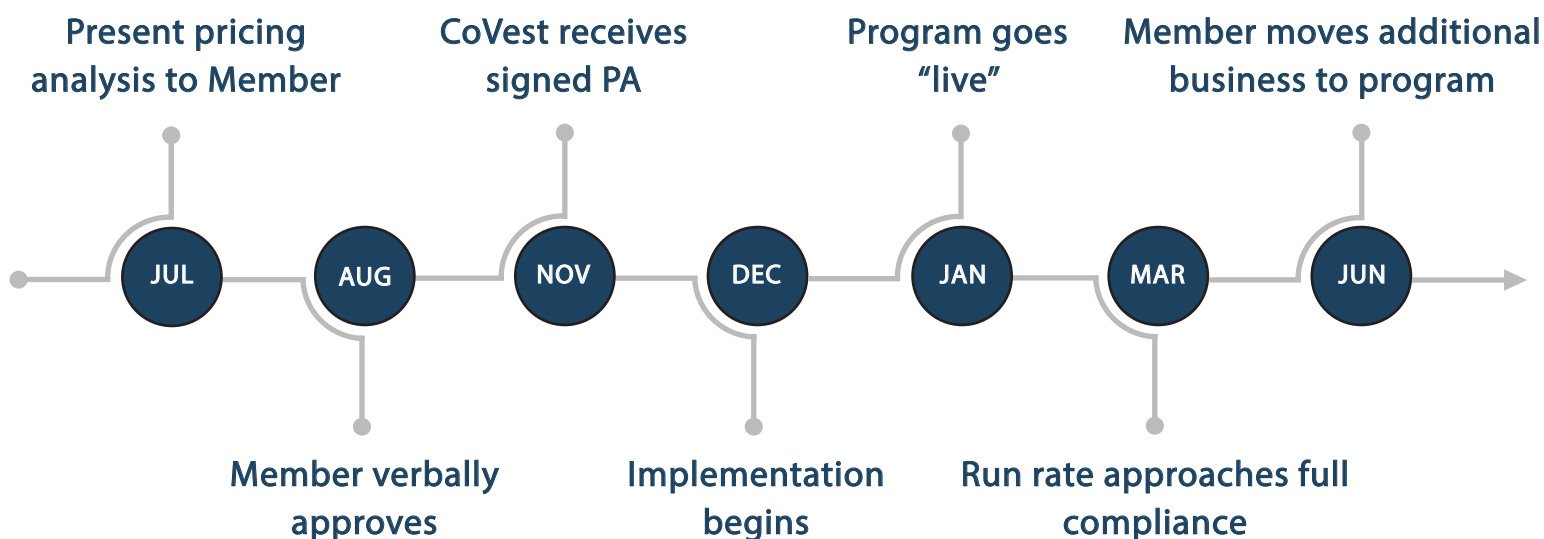 Present pricing
analysis to Member
CoVest receives
signed PA
Program goes
“live”
Member moves additional
business to program
JUL
AUG
NOV
DEC
JAN
MAR
JUN
Member verbally
approves
Implementation
begins
Run rate approaches full
compliance